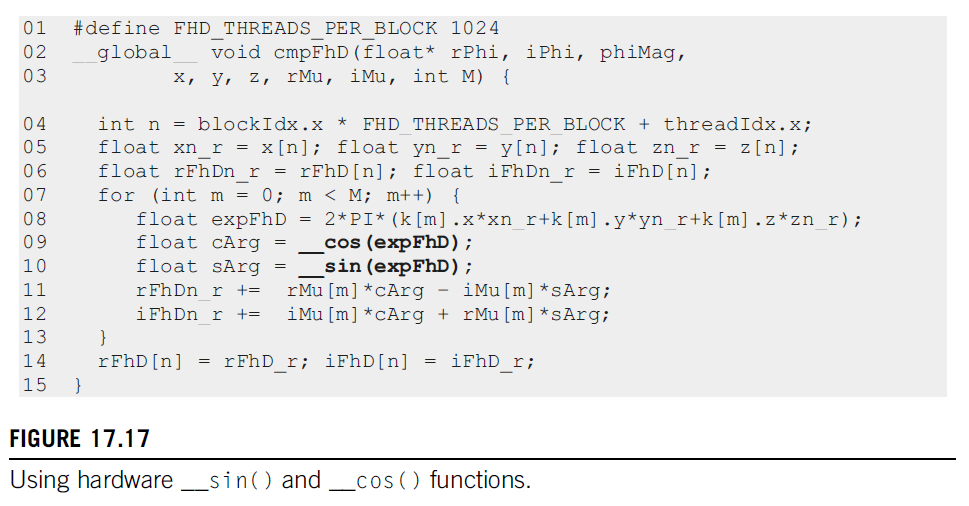 01 #define FHD_THREADS_PER_BLOCK 1024
02 __global__ void cmpFhD(float* rPhi, iPhi, phiMag,
03 x, y, z, rMu, iMu, int M) {
04 int n = blockIdx.x * FHD_THREADS_PER_BLOCK + threadIdx.x;
05 float xn_r = x[n]; float yn_r = y[n]; float zn_r = z[n];
06 float rFhDn_r = rFhD[n]; float iFhDn_r = iFhD[n];
07 for (int m = 0; m < M; m++) {
08 float expFhD = 2*PI*(k[m].x*xn_r+k[m].y*yn_r+k[m].z*zn_r);
09 float cArg = __cos(expFhD);
10 float sArg = __sin(expFhD);
11 rFhDn_r += rMu[m]*cArg - iMu[m]*sArg;
12 iFhDn_r += iMu[m]*cArg + rMu[m]*sArg;
13 }
14 rFhD[n] = rFhD_r; iFhD[n] = iFhD_r;
15 }
FIGURE 17.17
Using hardware __sin() and __cos() functions.